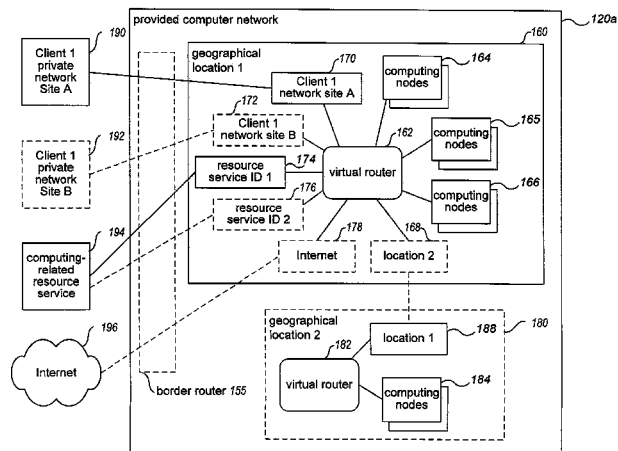 provided computer network
120a
190
Client 1
private
network
Site A
geographical
location 1
160
170
Client 1
network site A
164
computing
nodes
172
Client 1
network site B
192
Client 1
private
network
Site B
162
virtual router
165
computing
nodes
174
resource
service ID 1
176
resource
service ID 2
166
computing
nodes
194
computing-
related
resource
service
178
Internet
168
location 2
196
Internet
geographical
location 2
180
location 1
188
182
virtual router
184
computing
nodes
border router 155